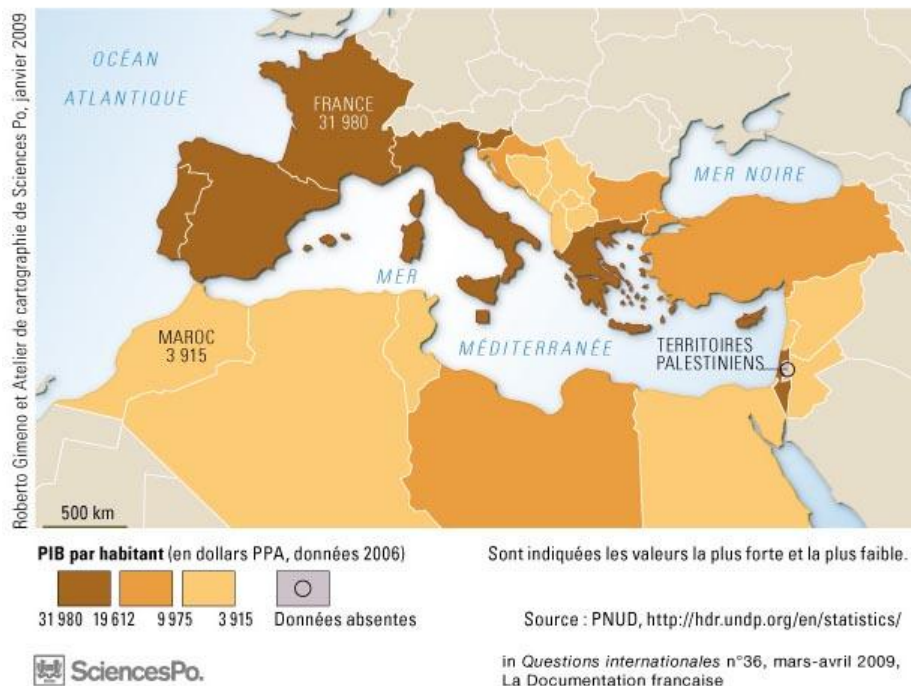 Roberto Gimeno et Atelier de cartographie de Sciences Po, janvier 2009
OCÉAN
ATLANTIQUE
FRANCE
31 980
MER NOIRE
MER
MÉDITERRANÉE
MAROC
3 915
TERRITOIRES
PALESTINIENS
500 km
PIB par habitant (en dollars PPA, données 2006)
31 980 19 612 9 975 3 915 Données absentes
Sont indiquées les valeurs la plus forte et la plus faible.
Source : PNUD, http://hdr.undp.org/en/statistics/
SciencesPo.
in Questions internationales n°36, mars-avril 2009,
La Documentation française